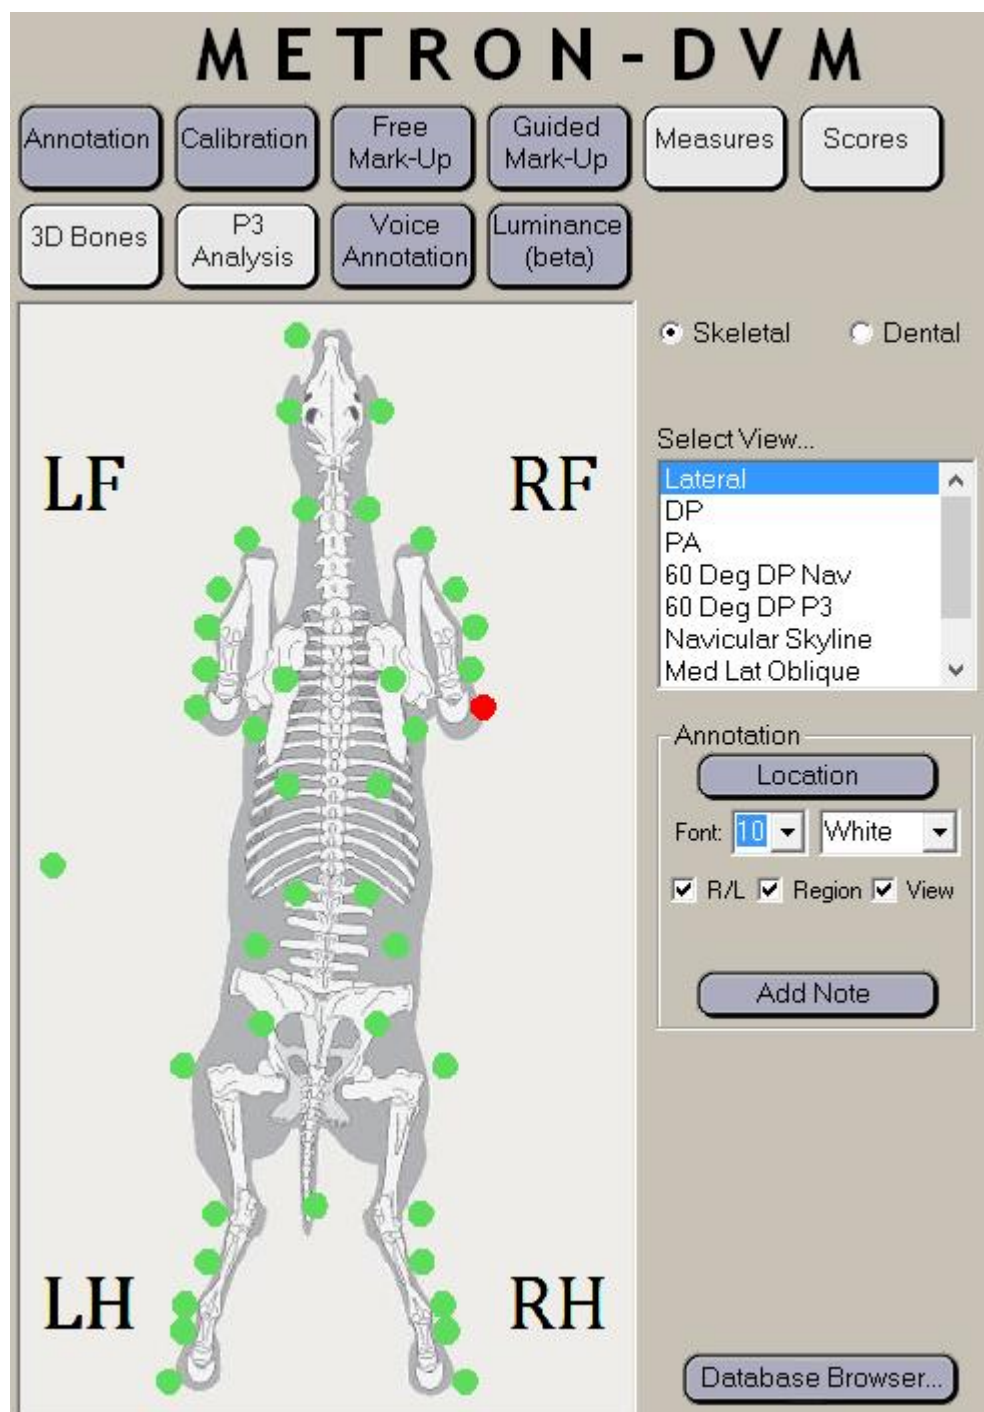 METRON-DVM
Annotation
Calibration
Free
Mark-Up
Guided
Mark-Up
Measures
Scores
3D Bones
P3
Analysis
Voice
Annotation
Luminance
(beta)
Skeletal
Dental
LF
RF
Select View...
Lateral
DP
PA
60 Deg DP Nav
60 Deg DP P3
Navicular Skyline
Med Lat Oblique
Annotation
Location
Font: 10 White
R/L Region View
Add Note
LH
RH
Database Browser...